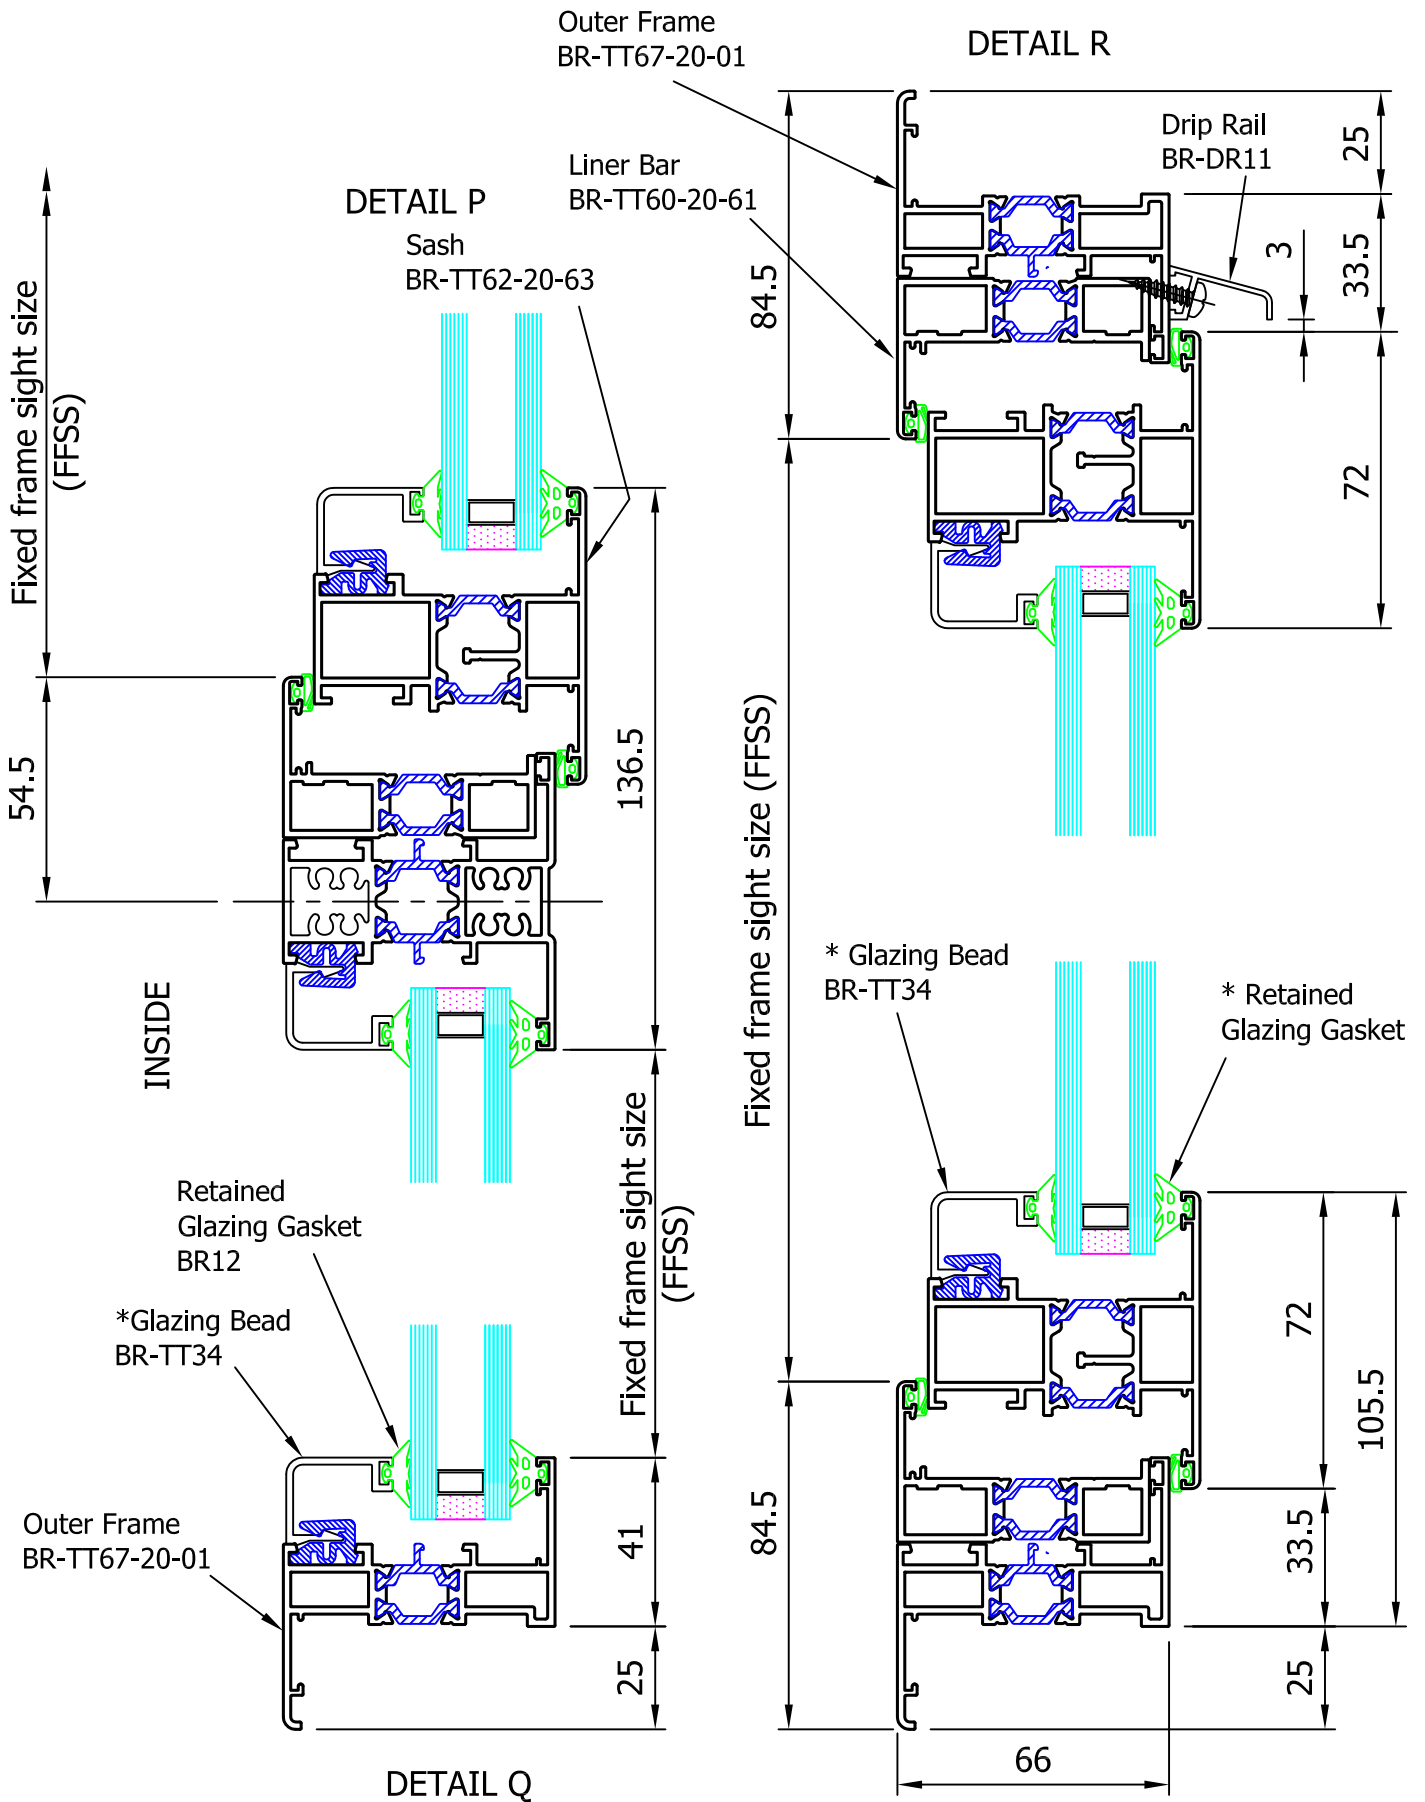 Outer Frame
BR-TT67-20-01
DETAIL R
Drip Rail
BR-DR11
25
Liner Bar
BR-TT60-20-61
DETAIL P
Sash
BR-TT62-20-63
3
33.5
84.5
Fixed frame sight size
(FFSS)
72
54.5
136.5
Fixed frame sight size (FFSS)
* Glazing Bead
BR-TT34
* Retained
Glazing Gasket
INSIDE
Fixed frame sight size
(FFSS)
Retained
Glazing Gasket
BR12
*Glazing Bead
BR-TT34
72
105.5
Outer Frame
BR-TT67-20-01
41
84.5
33.5
25
25
66
DETAIL Q